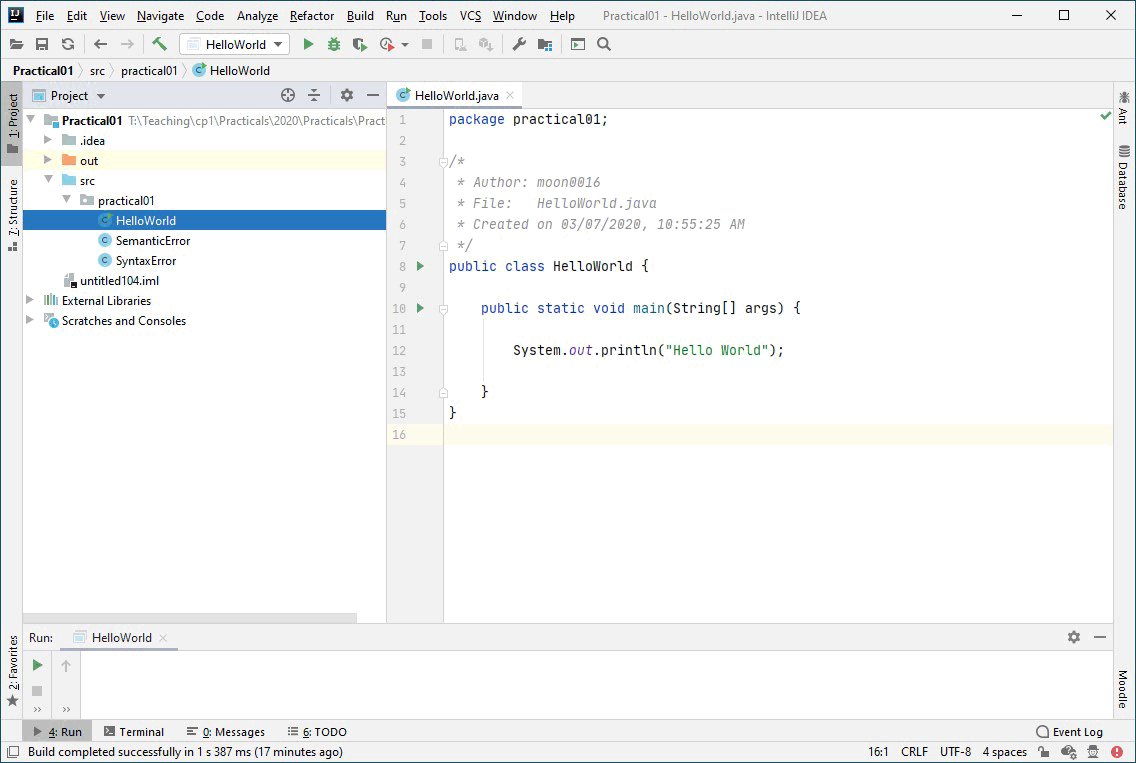 File Edit View Navigate Code Analyze Refactor Build Run Tools VCS Window Help Practical01 - HelloWorld.java - IntelliJ IDEA
HelloWorld
Practical01 src practical01 HelloWorld
1: Project
Project
HelloWorld.java
Practical01 T:\Teaching\cp1\Practicals\2020\Practicals\Pract
.idea
out
src
practical01
HelloWorld
SemanticError
SyntaxError
untitled104.iml
External Libraries
Scratches and Consoles
7: Structure
2: Favorites
1 package practical01;
2
3 /*
4 * Author: moon0016
5 * File:   HelloWorld.java
6 * Created on 03/07/2020, 10:55:25 AM
7 */
8 public class HelloWorld {
9
10     public static void main(String[] args) {
11
12         System.out.println("Hello World");
13
14     }
15 }
16
Ant
Database
Moodle
Run: HelloWorld
4: Run Terminal 0: Messages 6: TODO Event Log
Build completed successfully in 1 s 387 ms (17 minutes ago) 16:1 CRLF UTF-8 4 spaces